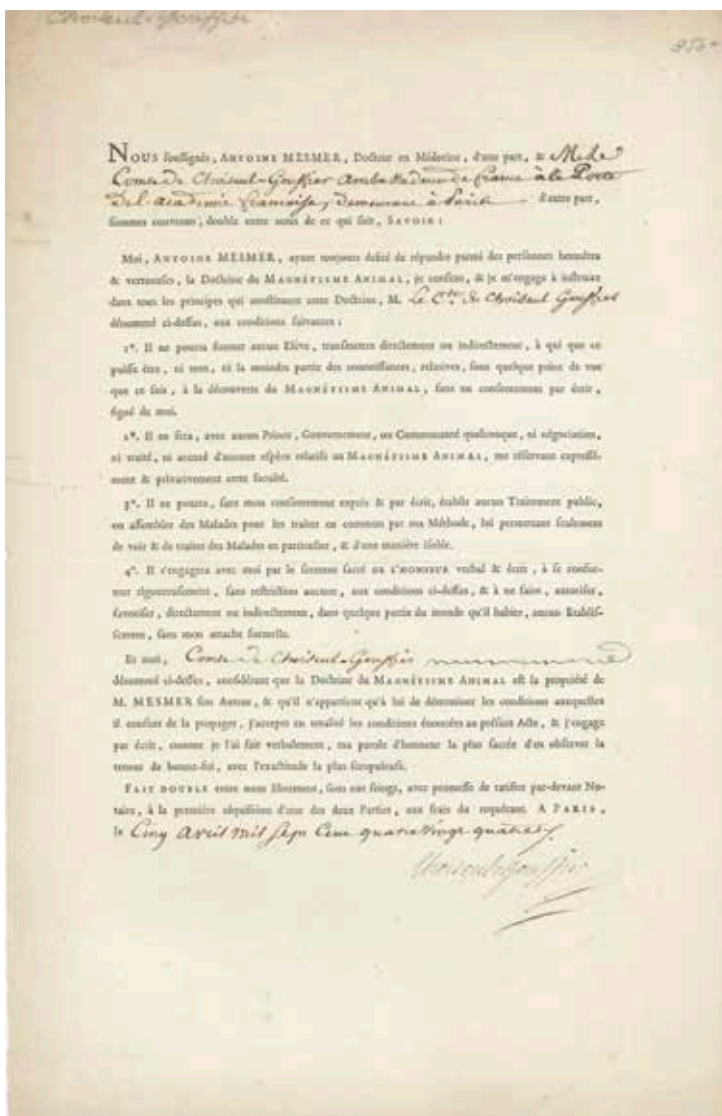 Choiseul-Gouffier
950-
NOUS soussignés, ANTOINE MESMER, Docteur en Médecine, d'une part, & M. le
Comte de Choiseul-Gouffier Ambassadeur de france à la Porte
De l'academie francaise, demeurant à Paris d'autre part,
sommes convenus, double entre nous de ce qui suit, SAVOIR :
Moi, ANTOINE MESMER, ayant toujours desiré de répandre parmi des personnes honnêtes
& vertueuses, la Doctrine du MAGNÉTISME ANIMAL, je consens, & je m'engage à instruire
dans tous les principes qui constituent cette Doctrine, M. Le Cte. de Choiseul Gouffier
dénommé ci-dessus, aux conditions suivantes :
1°. Il ne pourra former aucun Elève, transmettre directement ou indirectement, à qui que ce
puisse être, ni tout, ni la moindre partie des connoissances, relatives, sous quelque point de vue
que ce soit, à la découverte du MAGNÉTISME ANIMAL, sans un consentement par écrit,
signé de moi.
2°. Il ne fera, avec aucun Prince, Gouvernement, ou Communauté quelconque, ni négociation,
ni traité, ni accord d'aucune espèce relatifs au MAGNÉTISME ANIMAL, me réservant expressé-
ment & privativement cette faculté.
3°. Il ne pourra, sans mon consentement exprès & par écrit, établir aucun Traitement public,
ou assembler des Malades pour les traiter en commun par ma Méthode, lui permettant seulement
de voir & de traiter des Malades en particulier, & d'une manière isolée.
4°. Il s'engagera avec moi par le serment sacré DE L'HONNEUR verbal & écrit, à se confor-
mer rigoureusement, sans restriction aucune, aux conditions ci-dessus, & à ne faire, autoriser,
favoriser, directement ou indirectement, dans quelque partie du monde qu'il habite, aucun Etablis-
sement, sans mon attache formelle.
Et moi, Comte de Choiseul-Gouffier
dénommé ci-dessus, considérant que la Doctrine du MAGNÉTISME ANIMAL est la propriété de
M. MESMER son Auteur, & qu'il n'appartient qu'à lui de déterminer les conditions auxquelles
il consent de la propager, j'accepte en totalité les conditions énoncées au présent Acte, & j'engage
par écrit, comme je l'ai fait verbalement, ma parole d'honneur la plus sacrée d'en observer la
teneur de bonne-foi, avec l'exactitude la plus scrupuleuse.
FAIT DOUBLE entre nous librement, sous nos seings, avec promesse de ratifier par-devant No-
taire, à la première réquisition d'une des deux Parties, aux frais du requérant. A PARIS,
le Cinq avril mil sept Cent quatre vingt quatre
Choiseul-Gouffier